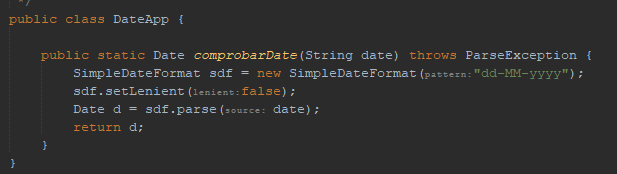 */
public class DateApp {
public static Date comprobarDate(String date) throws ParseException {
SimpleDateFormat sdf = new SimpleDateFormat(pattern:"dd-MM-yyyy");
sdf.setLenient(lenient:false);
Date d = sdf.parse(source: date);
return d;
}
}